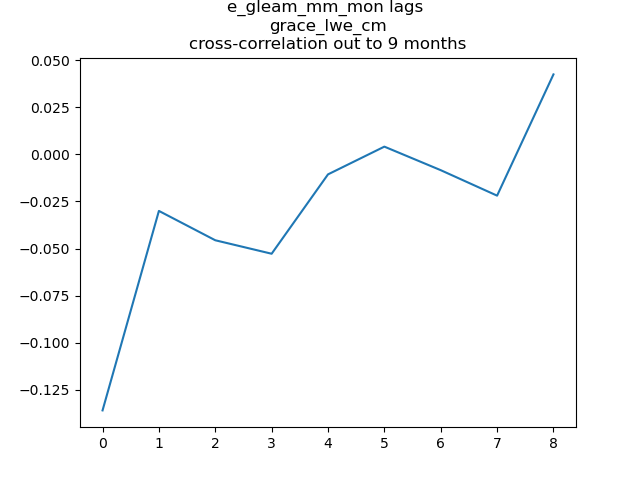 e_gleam_mm_mon lags
grace_lwe_cm
cross-correlation out to 9 months
0.050
0.025
0.000
−0.025
−0.050
−0.075
−0.100
−0.125
0 1 2 3 4 5 6 7 8